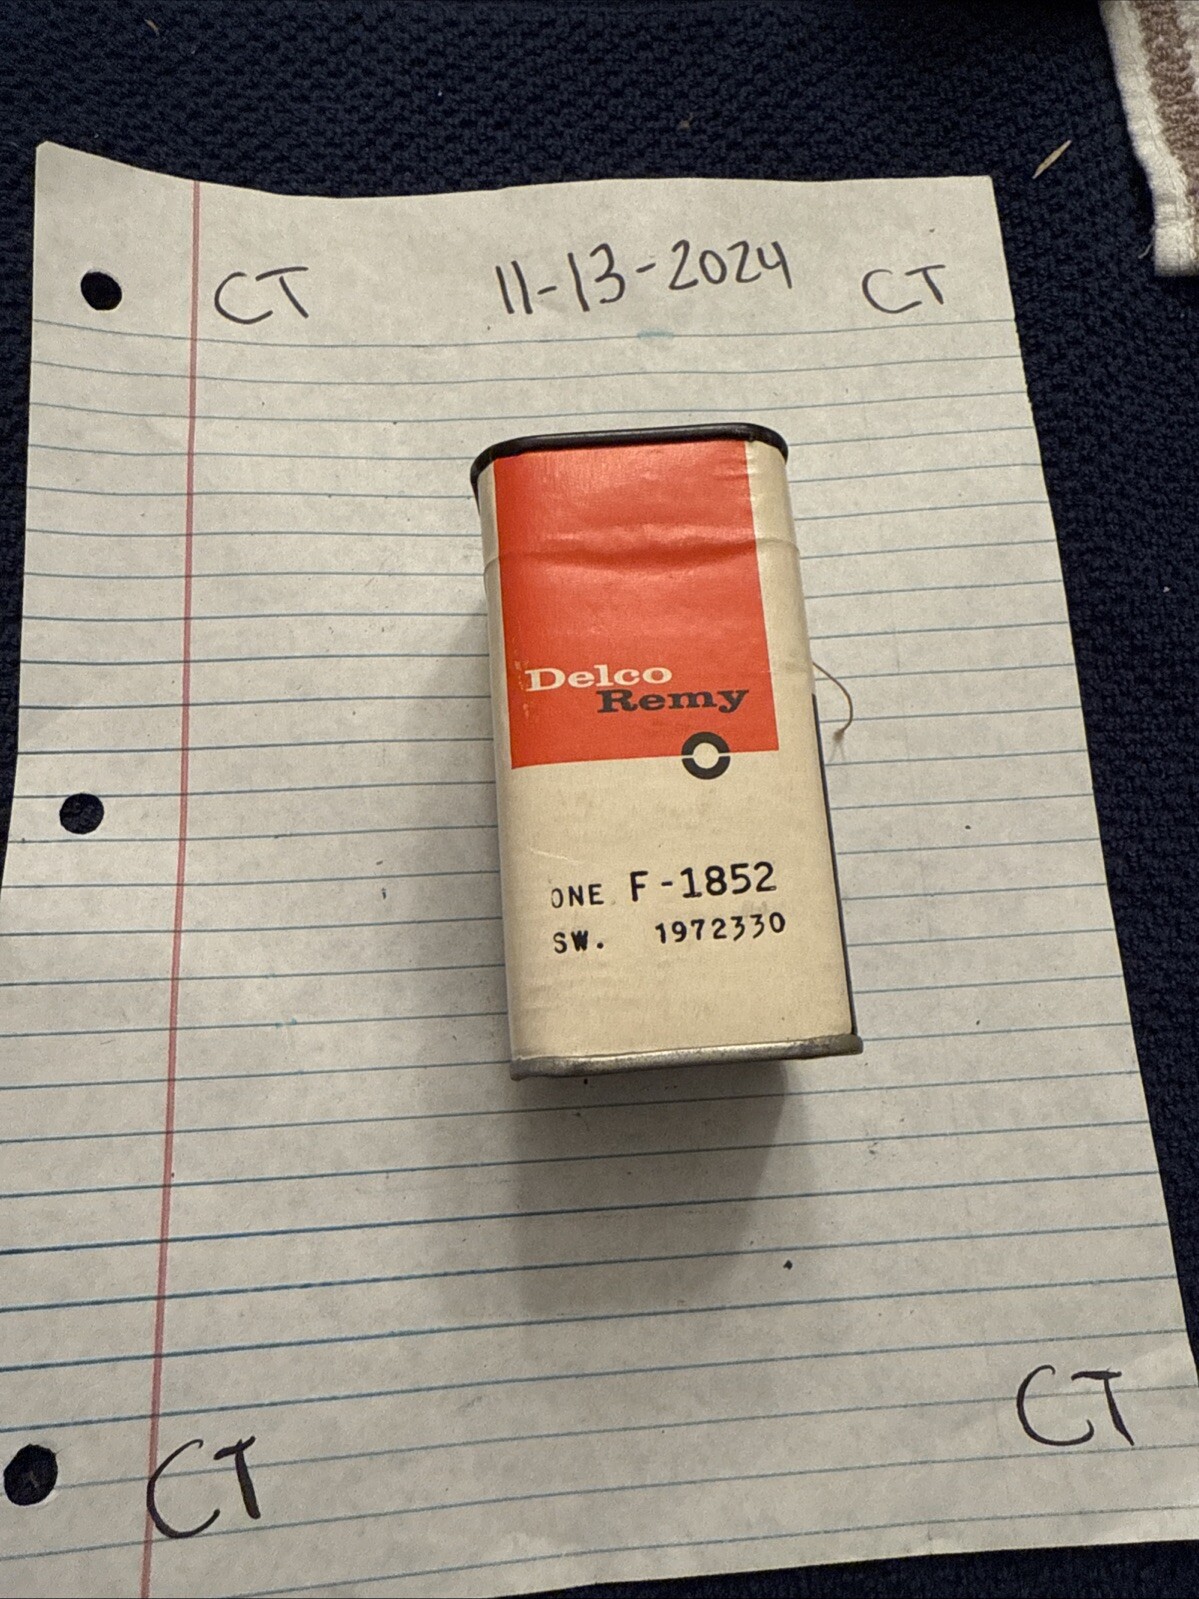 CT 11-13-2024 CT
Delco
Remy
ONE F-1852
SW. 1972330
CT
CT